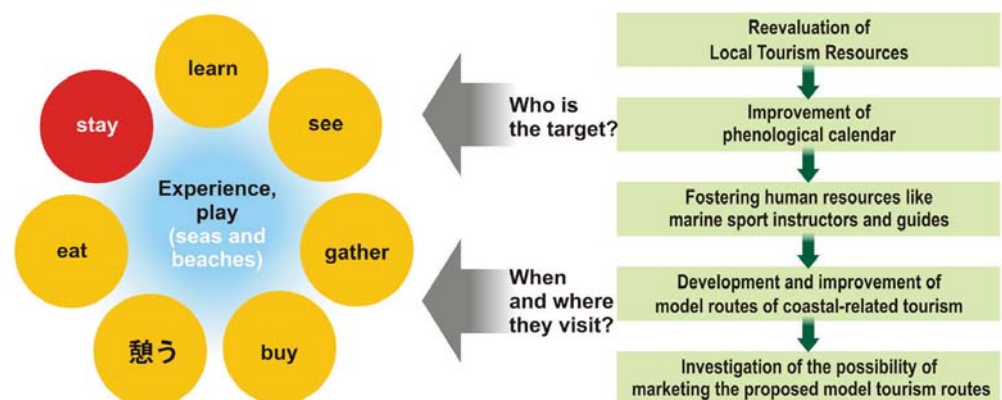 learn
see
gather
buy
憩う
eat
stay
Experience,
play
(seas and
beaches)
Who is
the target?
When
and where
they visit?
Reevaluation of
Local Tourism Resources
Improvement of
phenological calendar
Fostering human resources like
marine sport instructors and guides
Development and improvement of
model routes of coastal-related tourism
Investigation of the possibility of
marketing the proposed model tourism routes